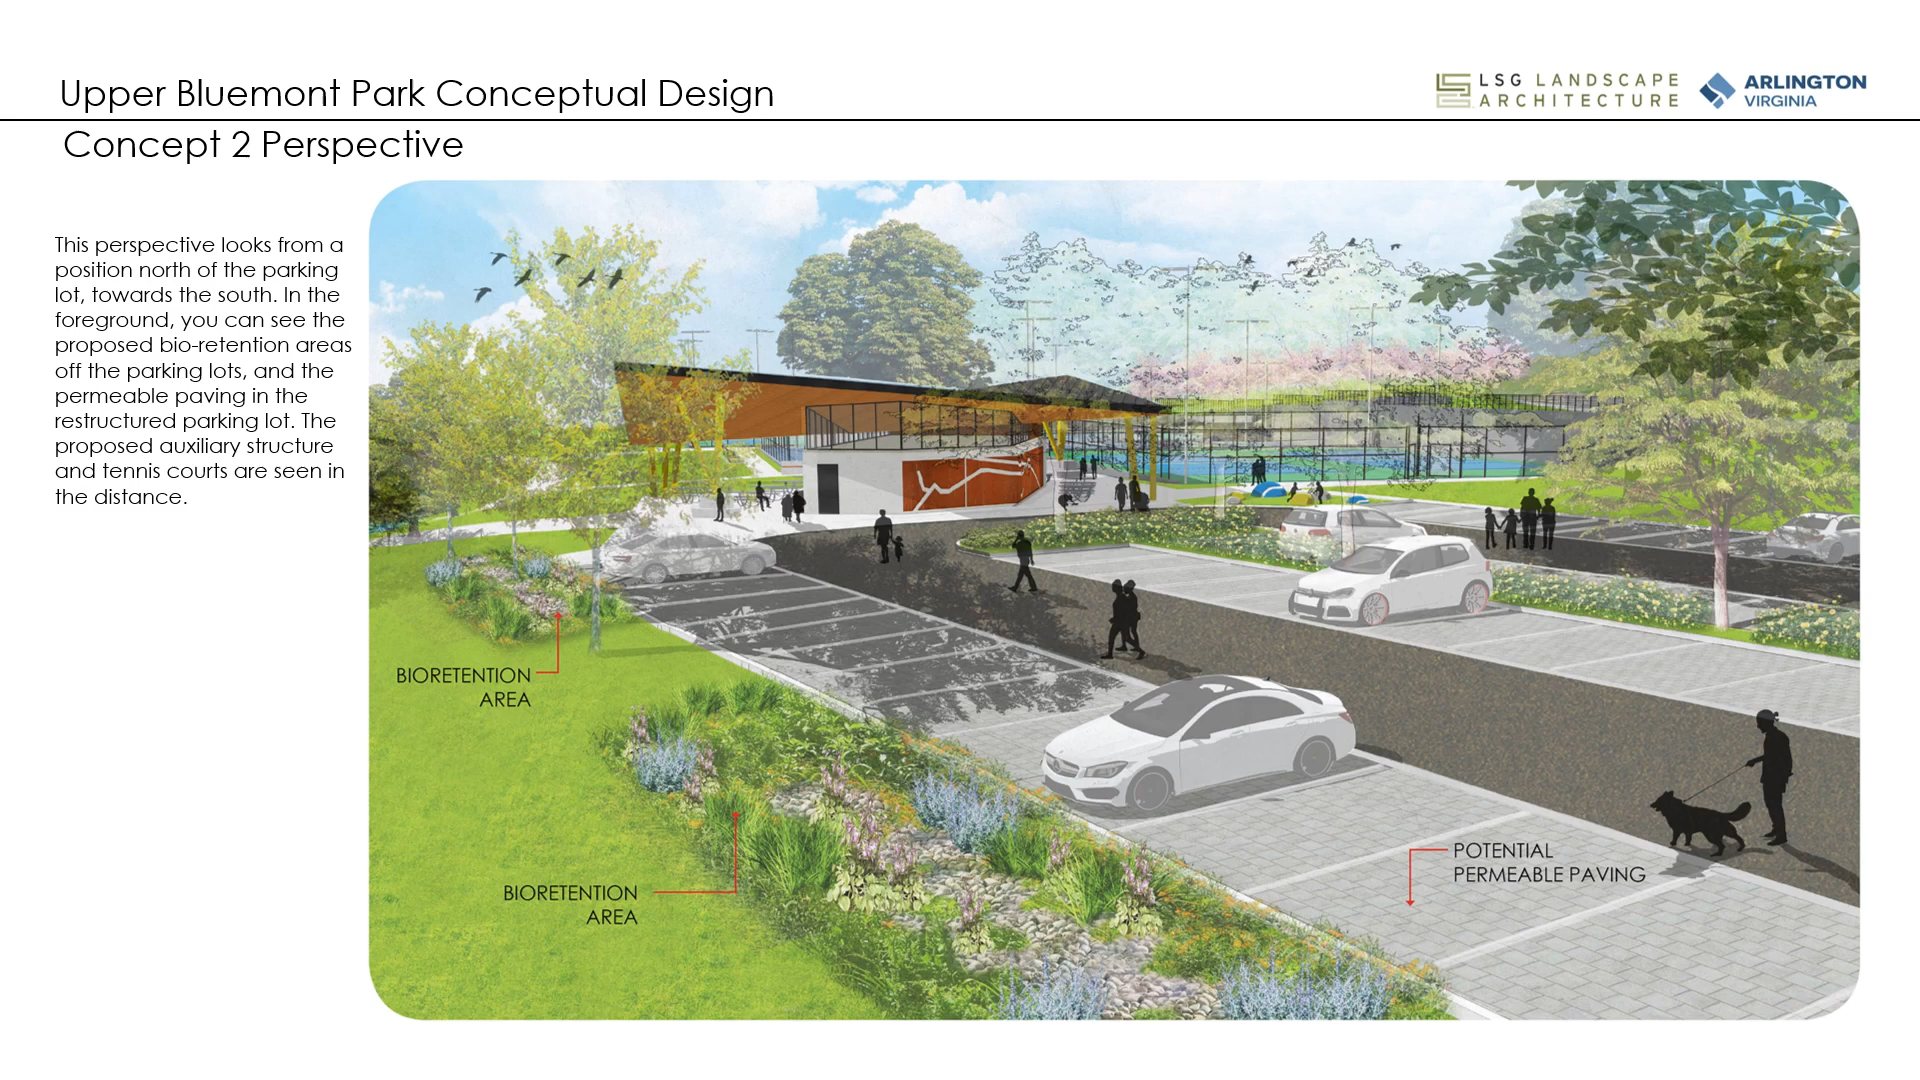 Upper Bluemont Park Conceptual Design
LSG LANDSCAPE
ARCHITECTURE
ARLINGTON
VIRGINIA
Concept 2 Perspective
This perspective looks from a
position north of the parking
lot, towards the south. In the
foreground, you can see the
proposed bio-retention areas
off the parking lots, and the
permeable paving in the
restructured parking lot. The
proposed auxiliary structure
and tennis courts are seen in
the distance.
BIORETENTION
AREA
BIORETENTION
AREA
POTENTIAL
PERMEABLE PAVING